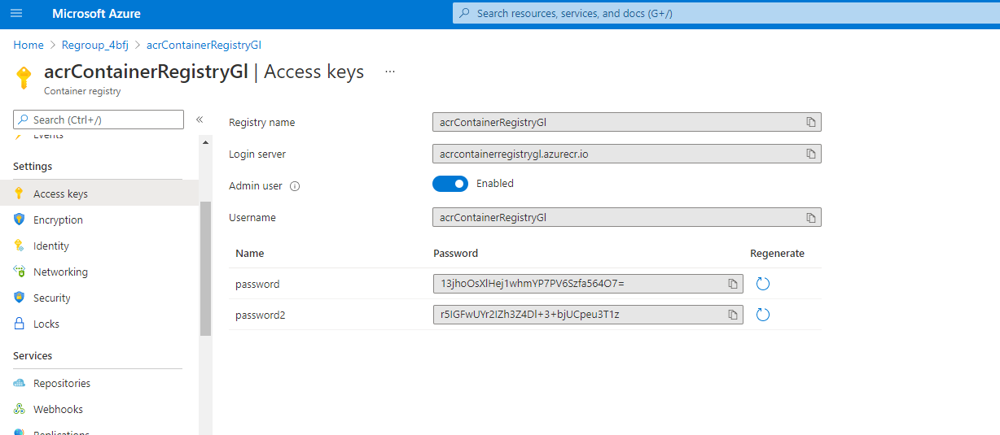 Microsoft Azure
Search resources, services, and docs (G+/)
Home > Regroup_4bfj > acrContainerRegistryGl
acrContainerRegistryGl | Access keys ...
Container registry
Search (Ctrl+/) «
Events
Settings
Access keys
Encryption
Identity
Networking
Security
Locks
Services
Repositories
Webhooks
Replications
Registry name acrContainerRegistryGl
Login server acrcontainerregistrygl.azurecr.io
Admin user Enabled
Username acrContainerRegistryGl
Name Password Regenerate
password 13jhoOsXlHej1whmYP7PV6Szfa564O7=
password2 r5IGFwUYr2IZh3Z4Dl+3+bjUCpeu3T1z